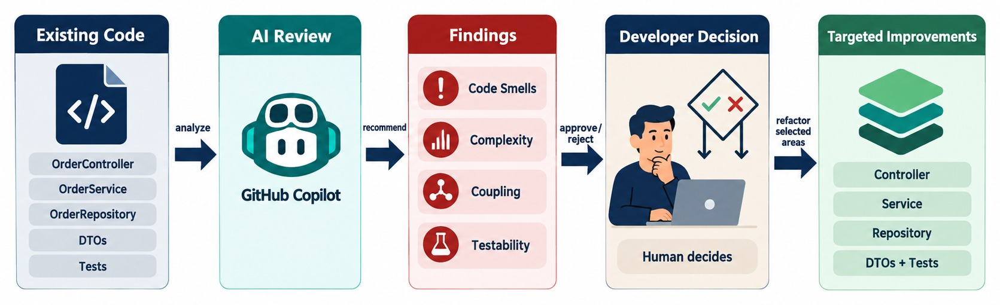 Existing Code
</>
OrderController
OrderService
OrderRepository
DTOs
Tests
analyze
AI Review
GitHub Copilot
recommend
Findings
Code Smells
Complexity
Coupling
Testability
approve/
reject
Developer Decision
Human decides
refactor
selected
areas
Targeted Improvements
Controller
Service
Repository
DTOs + Tests